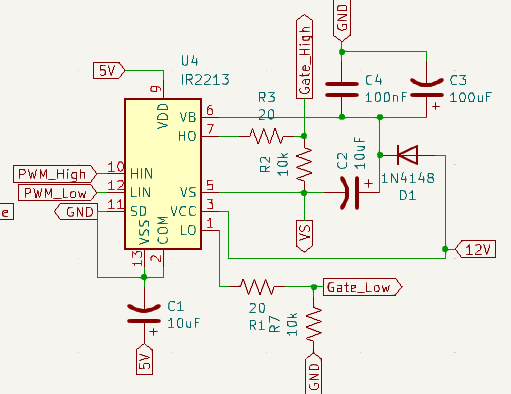 GND
Gate_High
U4
IR2213
5V
9
VDD
C4
100nF
C3
100uF
+
R3
20
VB
6
HO
7
R2
10k
C2
10uF
+
1N4148
D1
PWM_High
10
HIN
PWM_Low
12
LIN
GND
11
SD
e
VS
5
VCC
3
LO
1
VSS
COM
13
2
VS
12V
C1
10uF
+
5V
20
R1
Gate_Low
R7
10k
GND